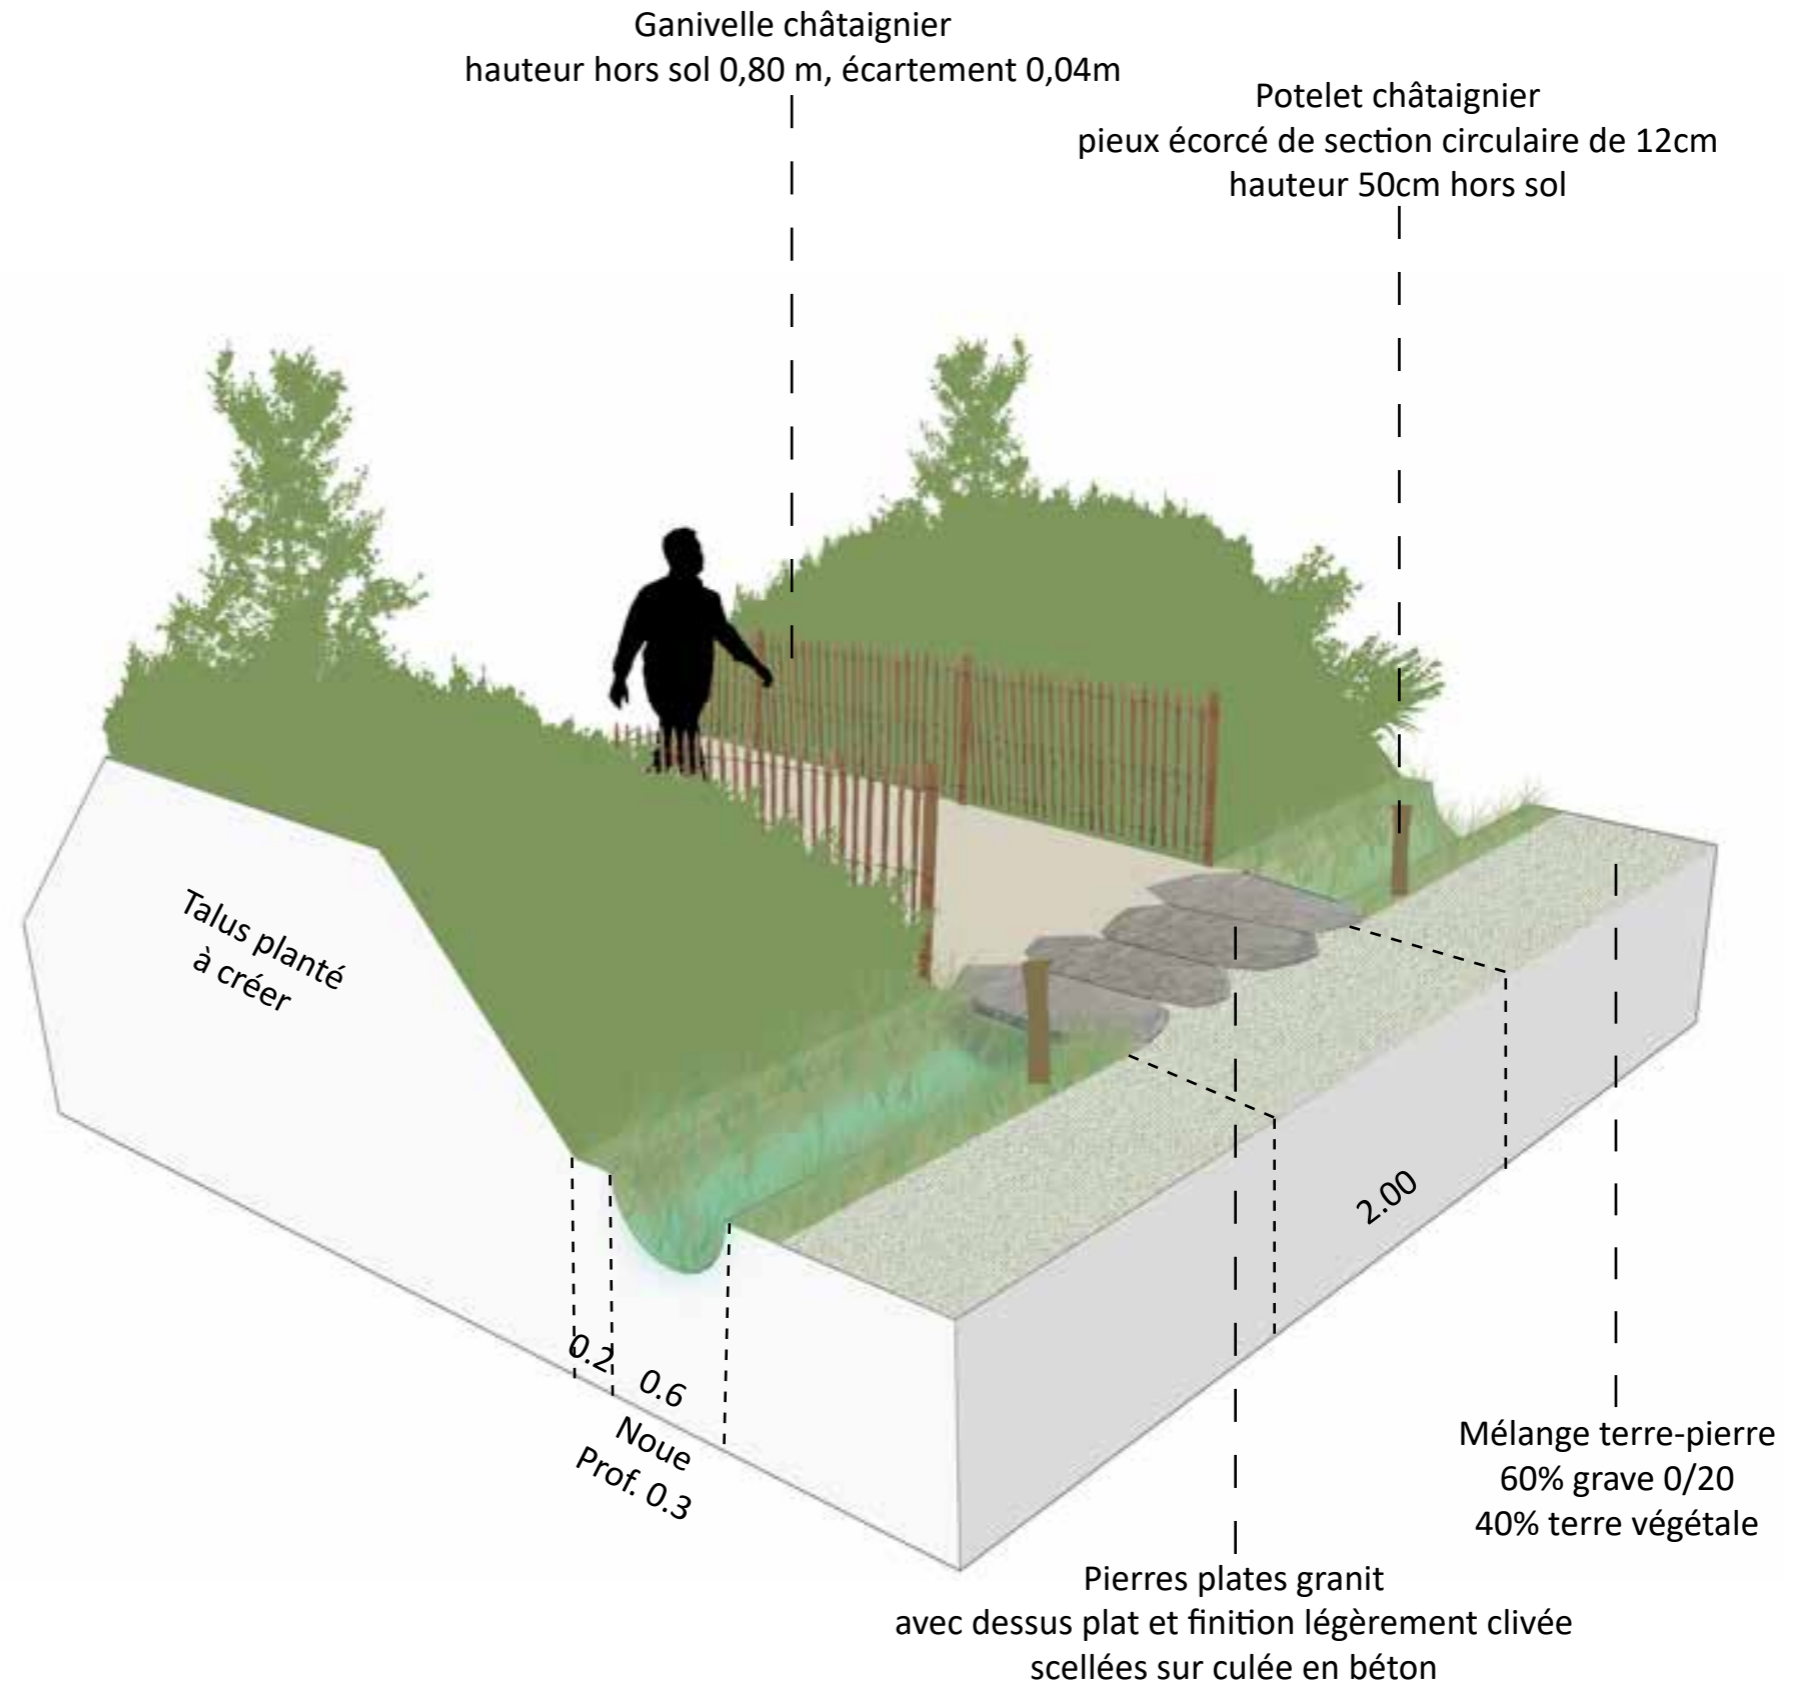 Ganivelle châtaignier
hauteur hors sol 0,80 m, écartement 0,04m
Potelet châtaignier
pieux écorcé de section circulaire de 12cm
hauteur 50cm hors sol
Talus planté
à créer
2.00
0.2
0.6
Noue
Prof. 0.3
Mélange terre-pierre
60% grave 0/20
40% terre végétale
Pierres plates granit
avec dessus plat et finition légèrement clivée
scellées sur culée en béton